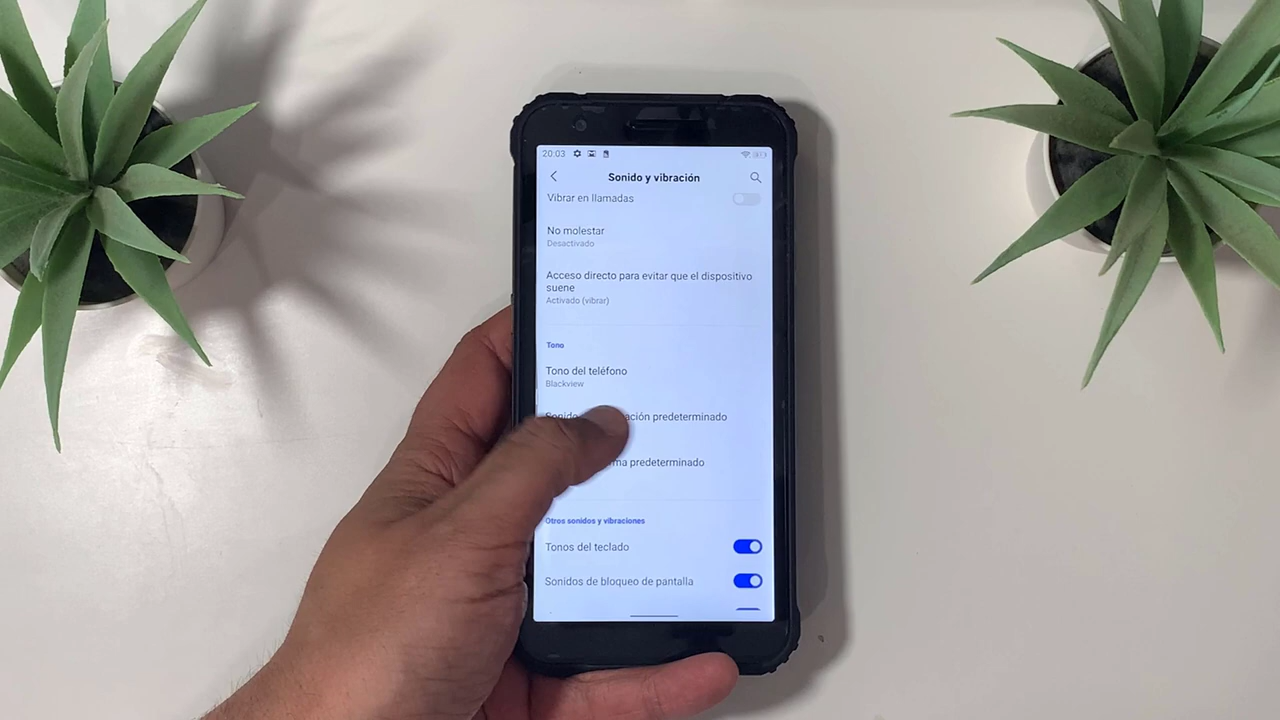 20:03
Sonido y vibración
Vibrar en llamadas
No molestar
Desactivado
Acceso directo para evitar que el dispositivo
suene
Activado (vibrar)
Tono
Tono del teléfono
Blackview
Sonido predeterminado
predeterminado
Otros sonidos y vibraciones
Tonos del teclado
Sonidos de bloqueo de pantalla